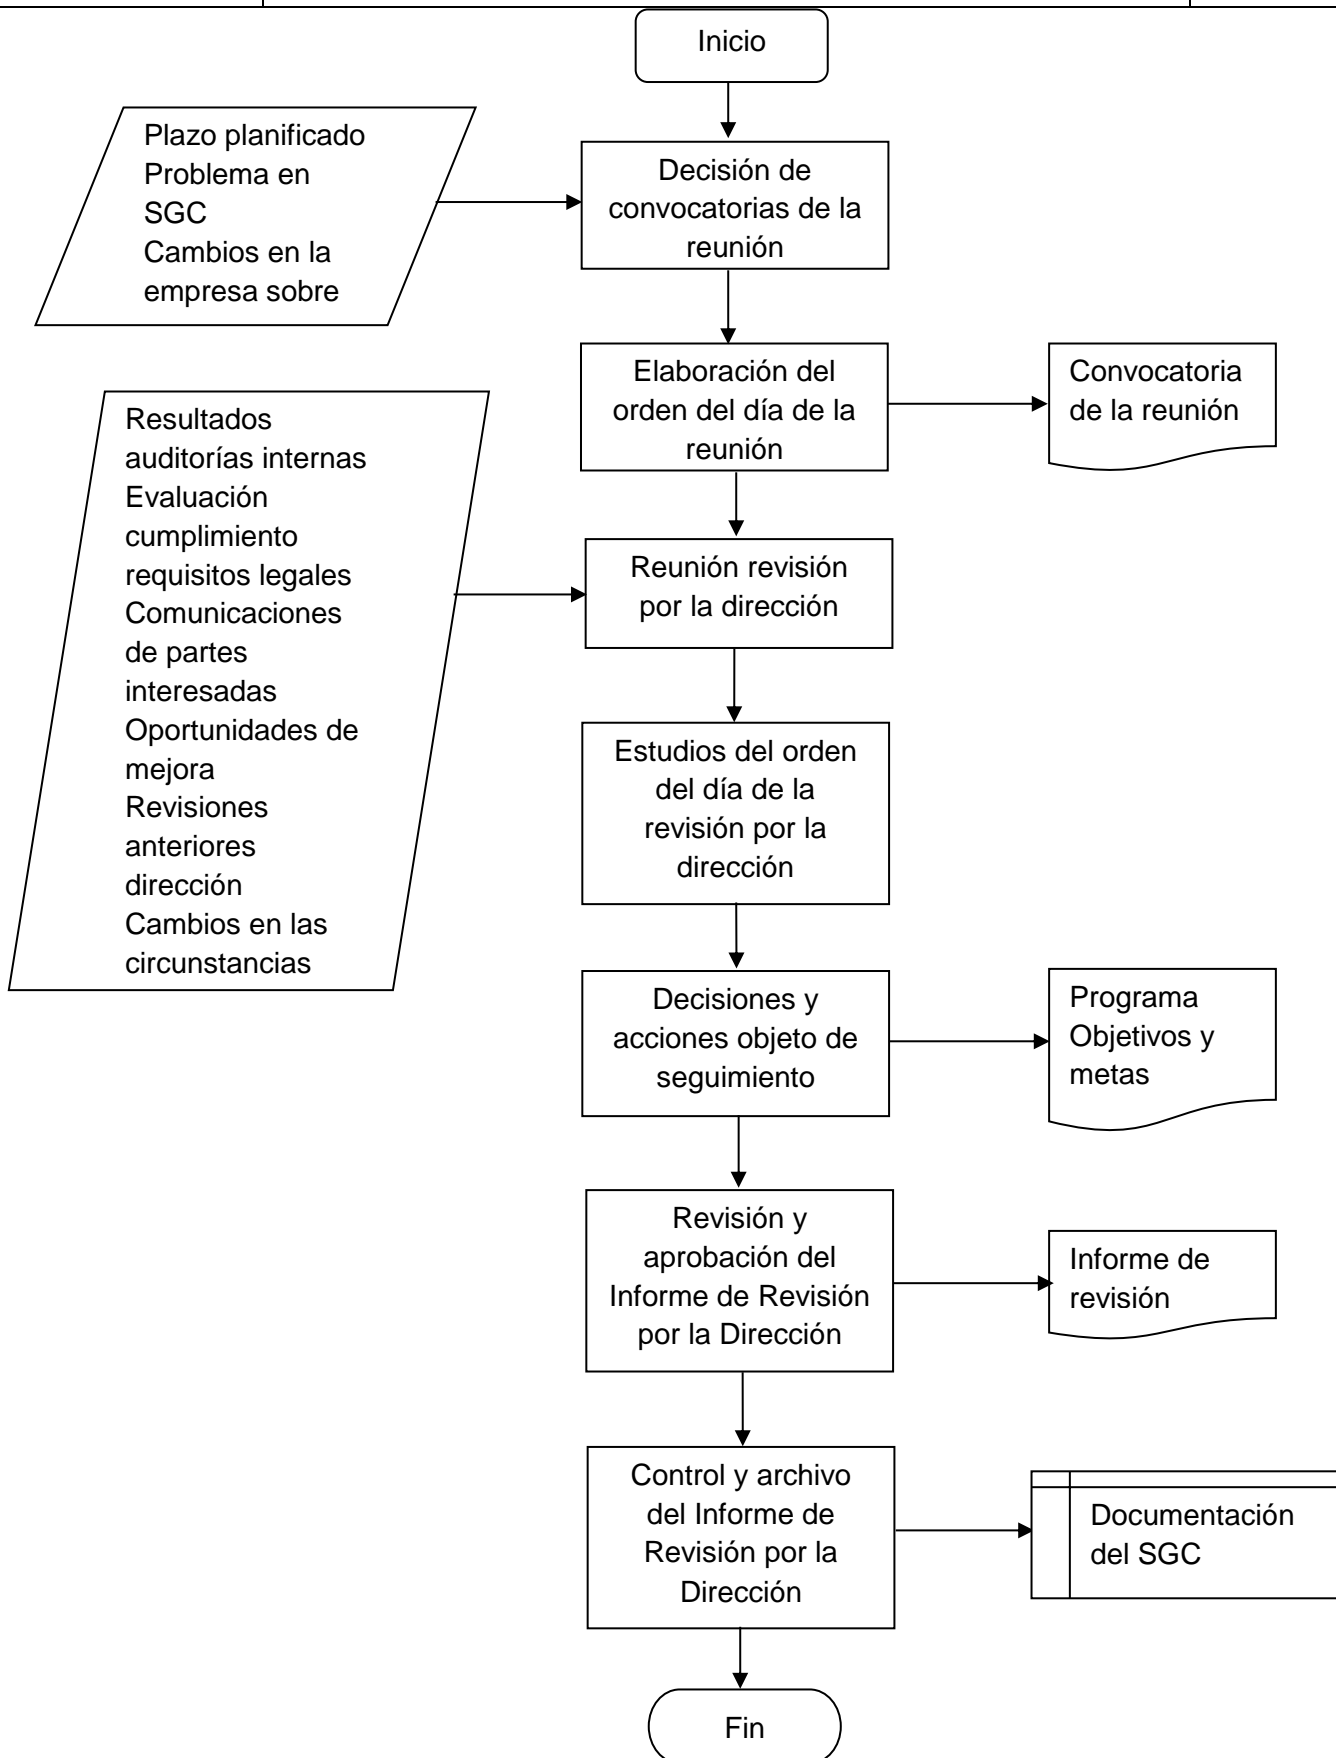 Inicio
Plazo planificado
Problema en
SGC
Cambios en la
empresa sobre
Decisión de
convocatorias de la
reunión
Elaboración del
orden del día de la
reunión
Convocatoria
de la reunión
Resultados
auditorías internas
Evaluación
cumplimiento
requisitos legales
Comunicaciones
de partes
interesadas
Oportunidades de
mejora
Revisiones
anteriores
dirección
Cambios en las
circunstancias
Reunión revisión
por la dirección
Estudios del orden
del día de la
revisión por la
dirección
Decisiones y
acciones objeto de
seguimiento
Programa
Objetivos y
metas
Revisión y
aprobación del
Informe de Revisión
por la Dirección
Informe de
revisión
Control y archivo
del Informe de
Revisión por la
Dirección
Documentación
del SGC
Fin